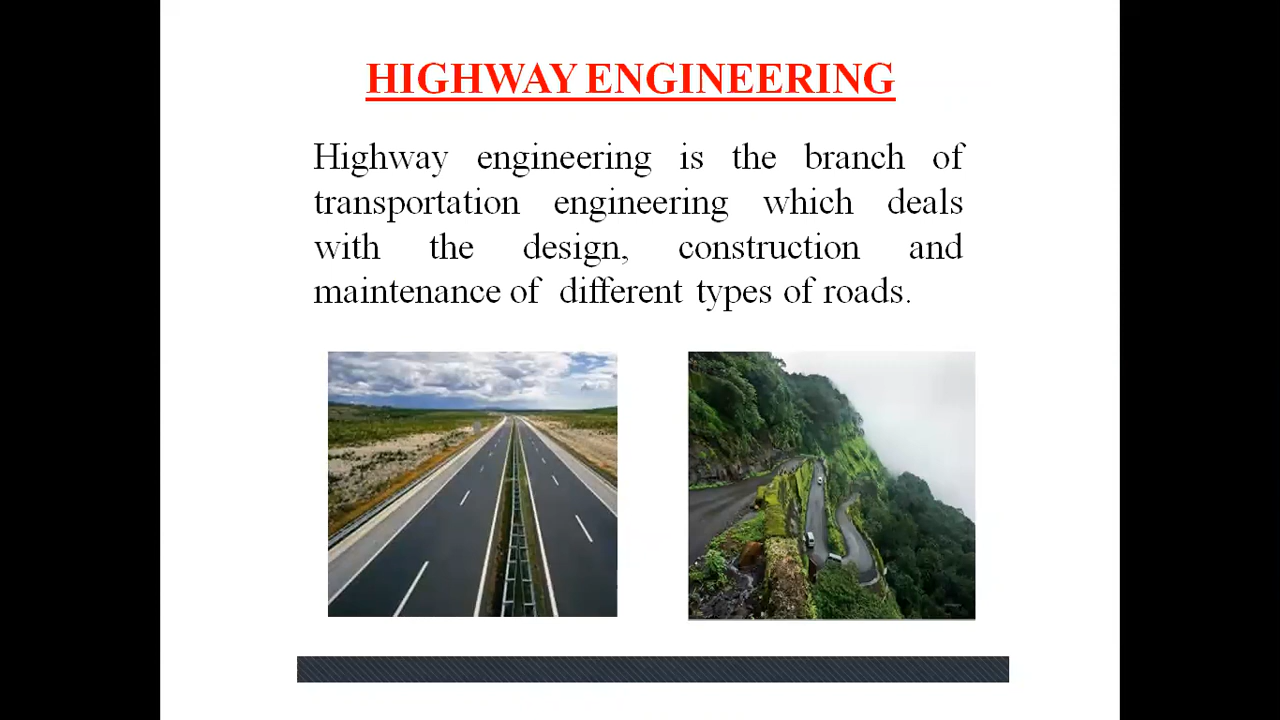 HIGHWAY ENGINEERING
Highway engineering is the branch of
transportation engineering which deals
with the design, construction and
maintenance of different types of roads.